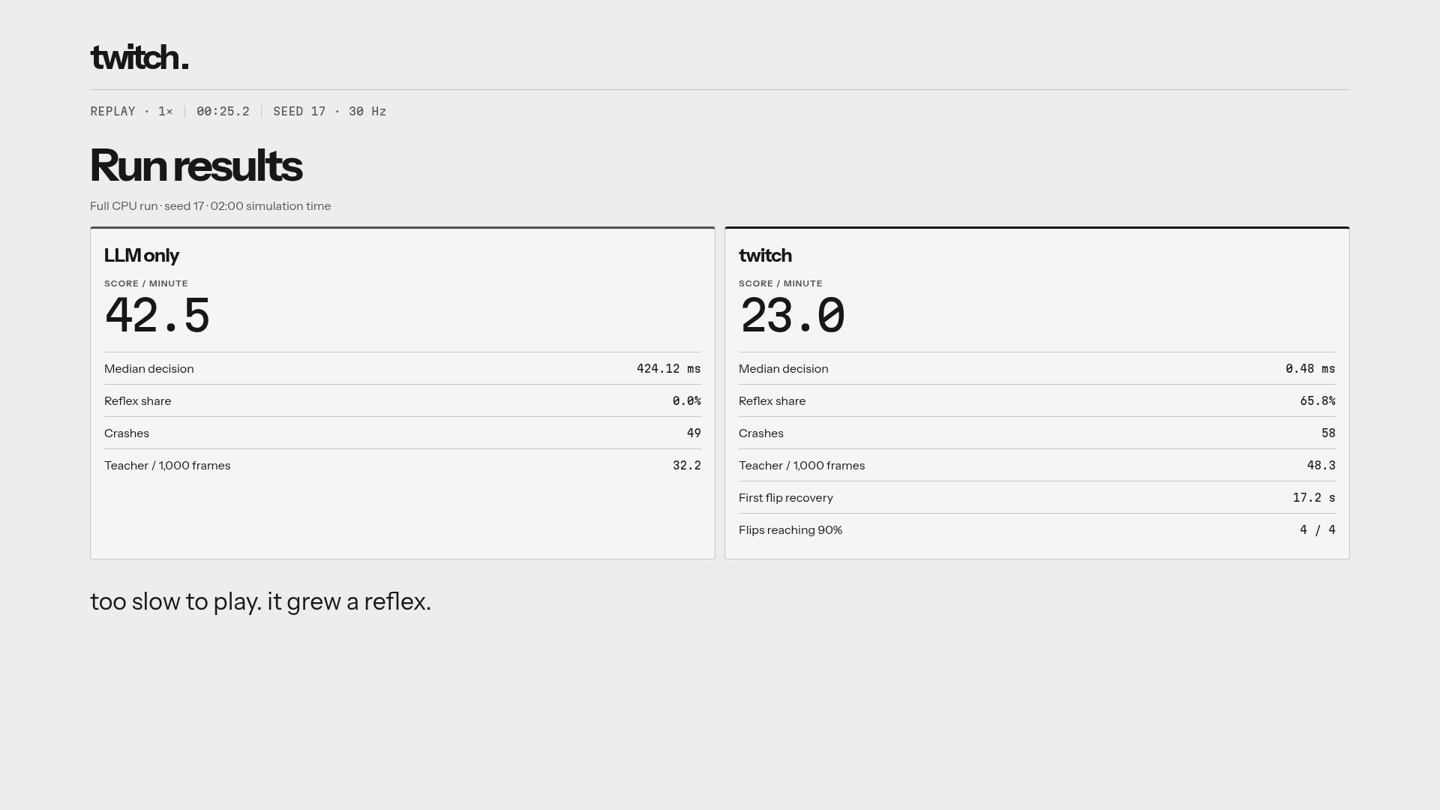 twitch.
REPLAY · 1× | 00:25.2 | SEED 17 · 30 Hz
Run results
Full CPU run · seed 17 · 02:00 simulation time
LLM only
SCORE / MINUTE
42.5
Median decision 424.12 ms
Reflex share 0.0%
Crashes 49
Teacher / 1,000 frames 32.2
twitch
SCORE / MINUTE
23.0
Median decision 0.48 ms
Reflex share 65.8%
Crashes 58
Teacher / 1,000 frames 48.3
First flip recovery 17.2 s
Flips reaching 90% 4 / 4
too slow to play. it grew a reflex.